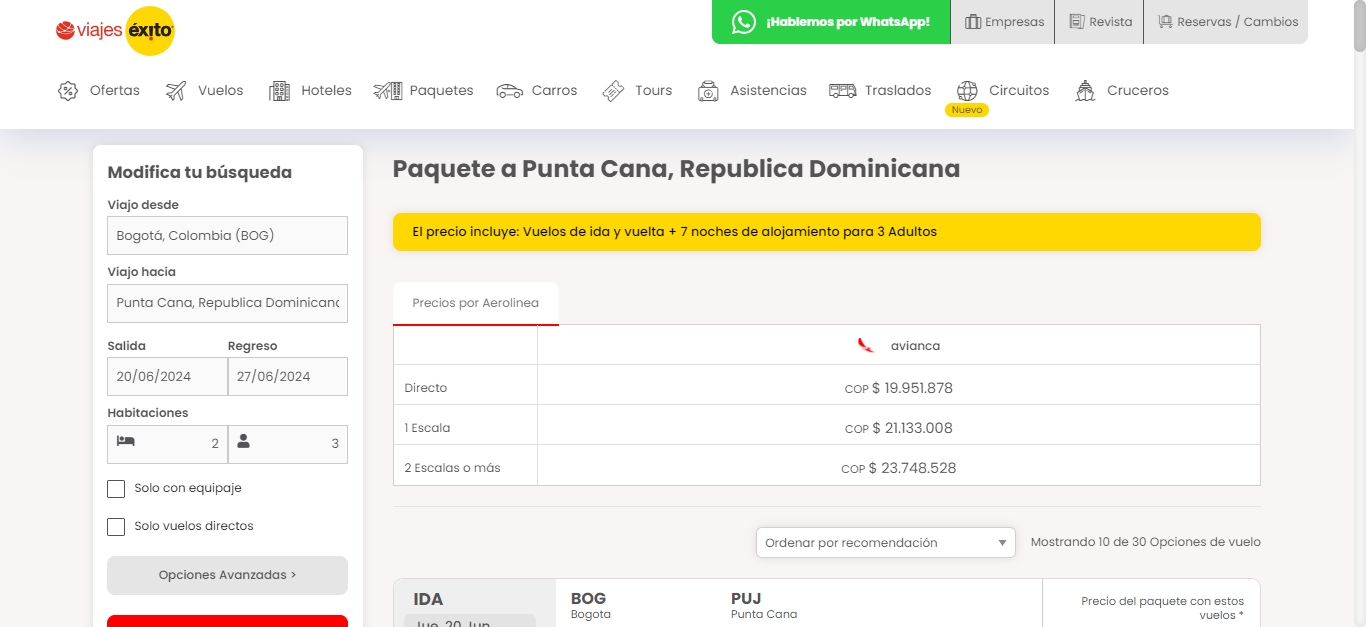 viajes éxito
¡Hablemos por WhatsApp!
Empresas
Revista
Reservas / Cambios
Ofertas
Vuelos
Hoteles
Paquetes
Carros
Tours
Asistencias
Traslados
Circuitos
Nuevo
Cruceros
Modifica tu búsqueda
Viajo desde
Bogotá, Colombia (BOG)
Viajo hacia
Punta Cana, Republica Dominicana
Salida Regreso
20/06/2024 27/06/2024
Habitaciones
2 3
Solo con equipaje
Solo vuelos directos
Opciones Avanzadas >
Paquete a Punta Cana, Republica Dominicana
El precio incluye: Vuelos de ida y vuelta + 7 noches de alojamiento para 3 Adultos
Precios por Aerolinea
avianca
Directo COP $ 19.951.878
1 Escala COP $ 21.133.008
2 Escalas o más COP $ 23.748.528
Ordenar por recomendación
Mostrando 10 de 30 Opciones de vuelo
IDA
Jue, 20 Jun
BOG
Bogota
PUJ
Punta Cana
Precio del paquete con estos
vuelos *